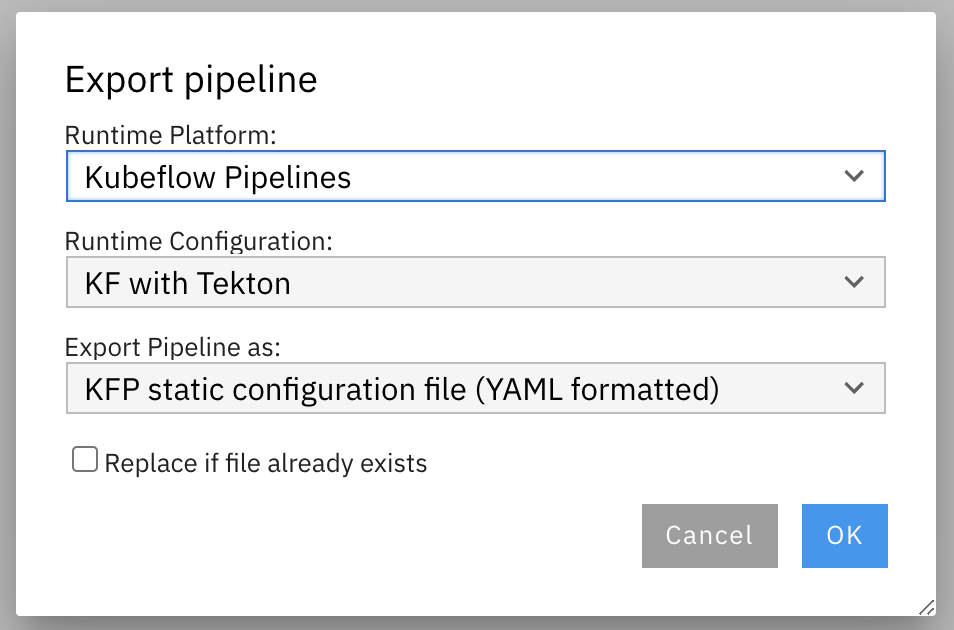 Export pipeline
Runtime Platform:
Kubeflow Pipelines
Runtime Configuration:
KF with Tekton
Export Pipeline as:
KFP static configuration file (YAML formatted)
Replace if file already exists
Cancel OK